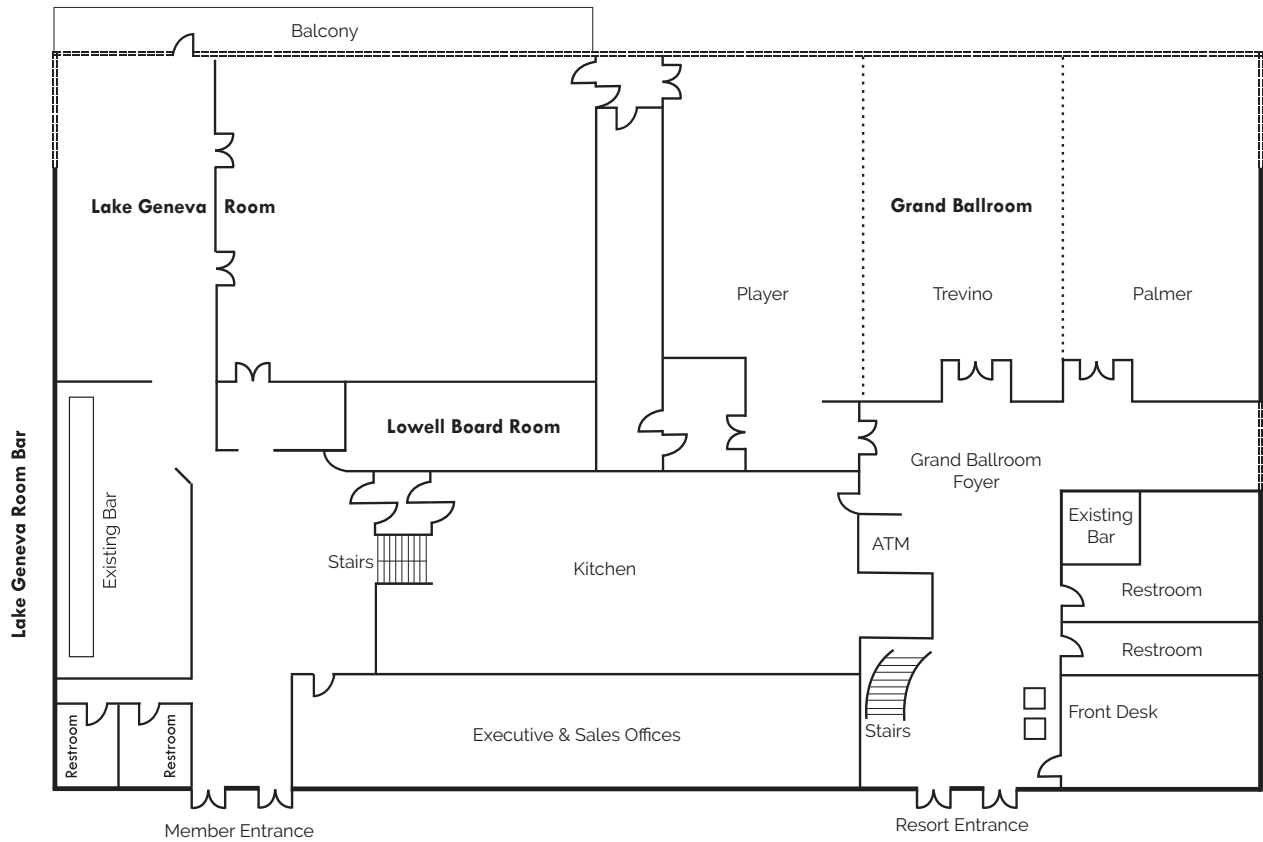 Balcony
Lake Geneva Room
Grand Ballroom
Player
Trevino
Palmer
Lowell Board Room
Grand Ballroom
Foyer
Lake Geneva Room Bar
Existing Bar
Existing
Bar
ATM
Stairs
Kitchen
Restroom
Restroom
Front Desk
Restroom
Restroom
Executive & Sales Offices
Stairs
Member Entrance
Resort Entrance